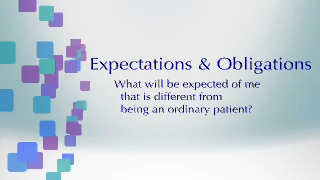 Expectations & Obligations
What will be expected of me
that is different from
being an ordinary patient?